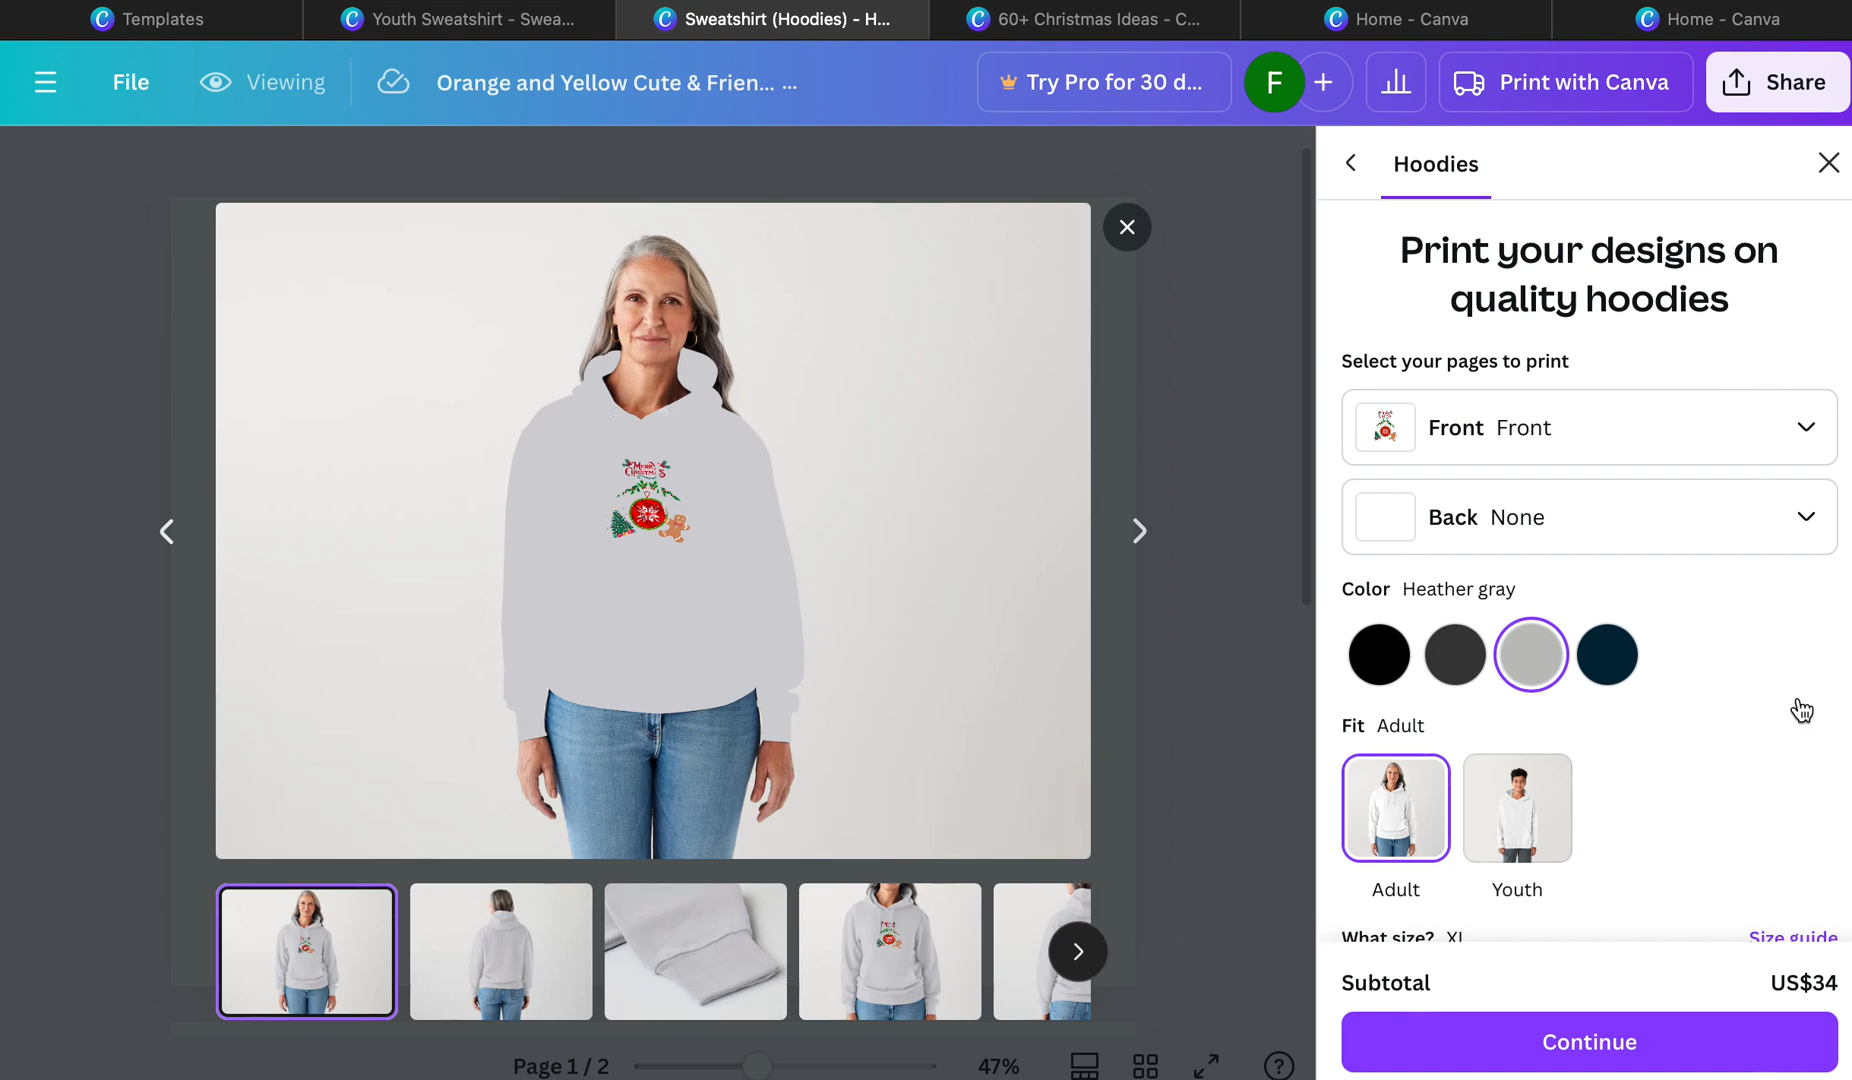 Templates
Youth Sweatshirt - Swea...
Sweatshirt (Hoodies) - H...
60+ Christmas Ideas - C...
Home - Canva
Home - Canva
File
Viewing
Orange and Yellow Cute & Frien... ...
Try Pro for 30 d...
F
Print with Canva
Share
Hoodies
Print your designs on
quality hoodies
Select your pages to print
Front Front
Back None
Color Heather gray
Fit Adult
Adult
Youth
What size? XL
Size guide
Subtotal
US$34
Continue
Merry
Christmas
Page 1 / 2
47%